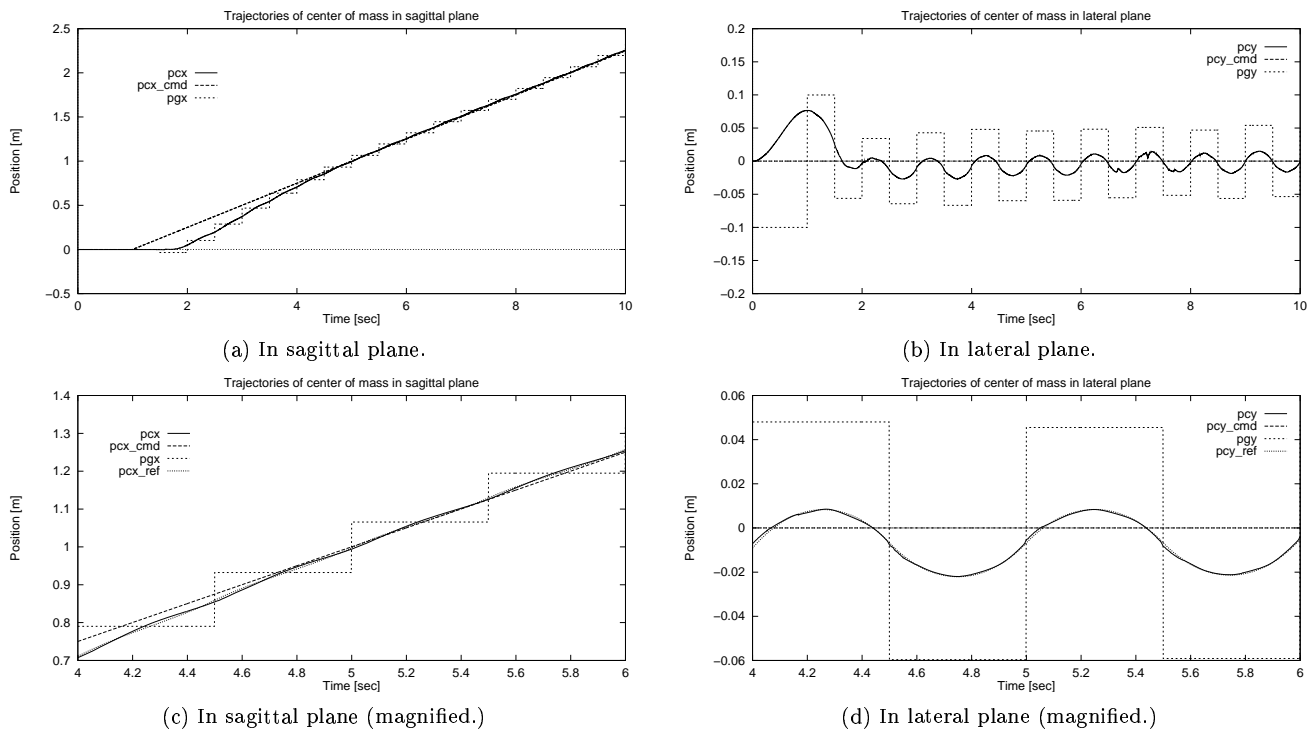 Trajectories of center of mass in sagittal plane
2.5
2
1.5
1
0.5
0
−0.5
Position [m]
pcx
pcx_cmd
pgx
0 2 4 6 8 10
Time [sec]
(a) In sagittal plane.
Trajectories of center of mass in lateral plane
0.2
0.15
0.1
0.05
0
−0.05
−0.1
−0.15
−0.2
Position [m]
pcy
pcy_cmd
pgy
0 2 4 6 8 10
Time [sec]
(b) In lateral plane.
Trajectories of center of mass in sagittal plane
1.4
1.3
1.2
1.1
1
0.9
0.8
0.7
Position [m]
pcx
pcx_cmd
pgx
pcx_ref
4 4.2 4.4 4.6 4.8 5 5.2 5.4 5.6 5.8 6
Time [sec]
(c) In sagittal plane (magnified.)
Trajectories of center of mass in lateral plane
0.06
0.04
0.02
0
−0.02
−0.04
−0.06
Position [m]
pcy
pcy_cmd
pgy
pcy_ref
4 4.2 4.4 4.6 4.8 5 5.2 5.4 5.6 5.8 6
Time [sec]
(d) In lateral plane (magnified.)